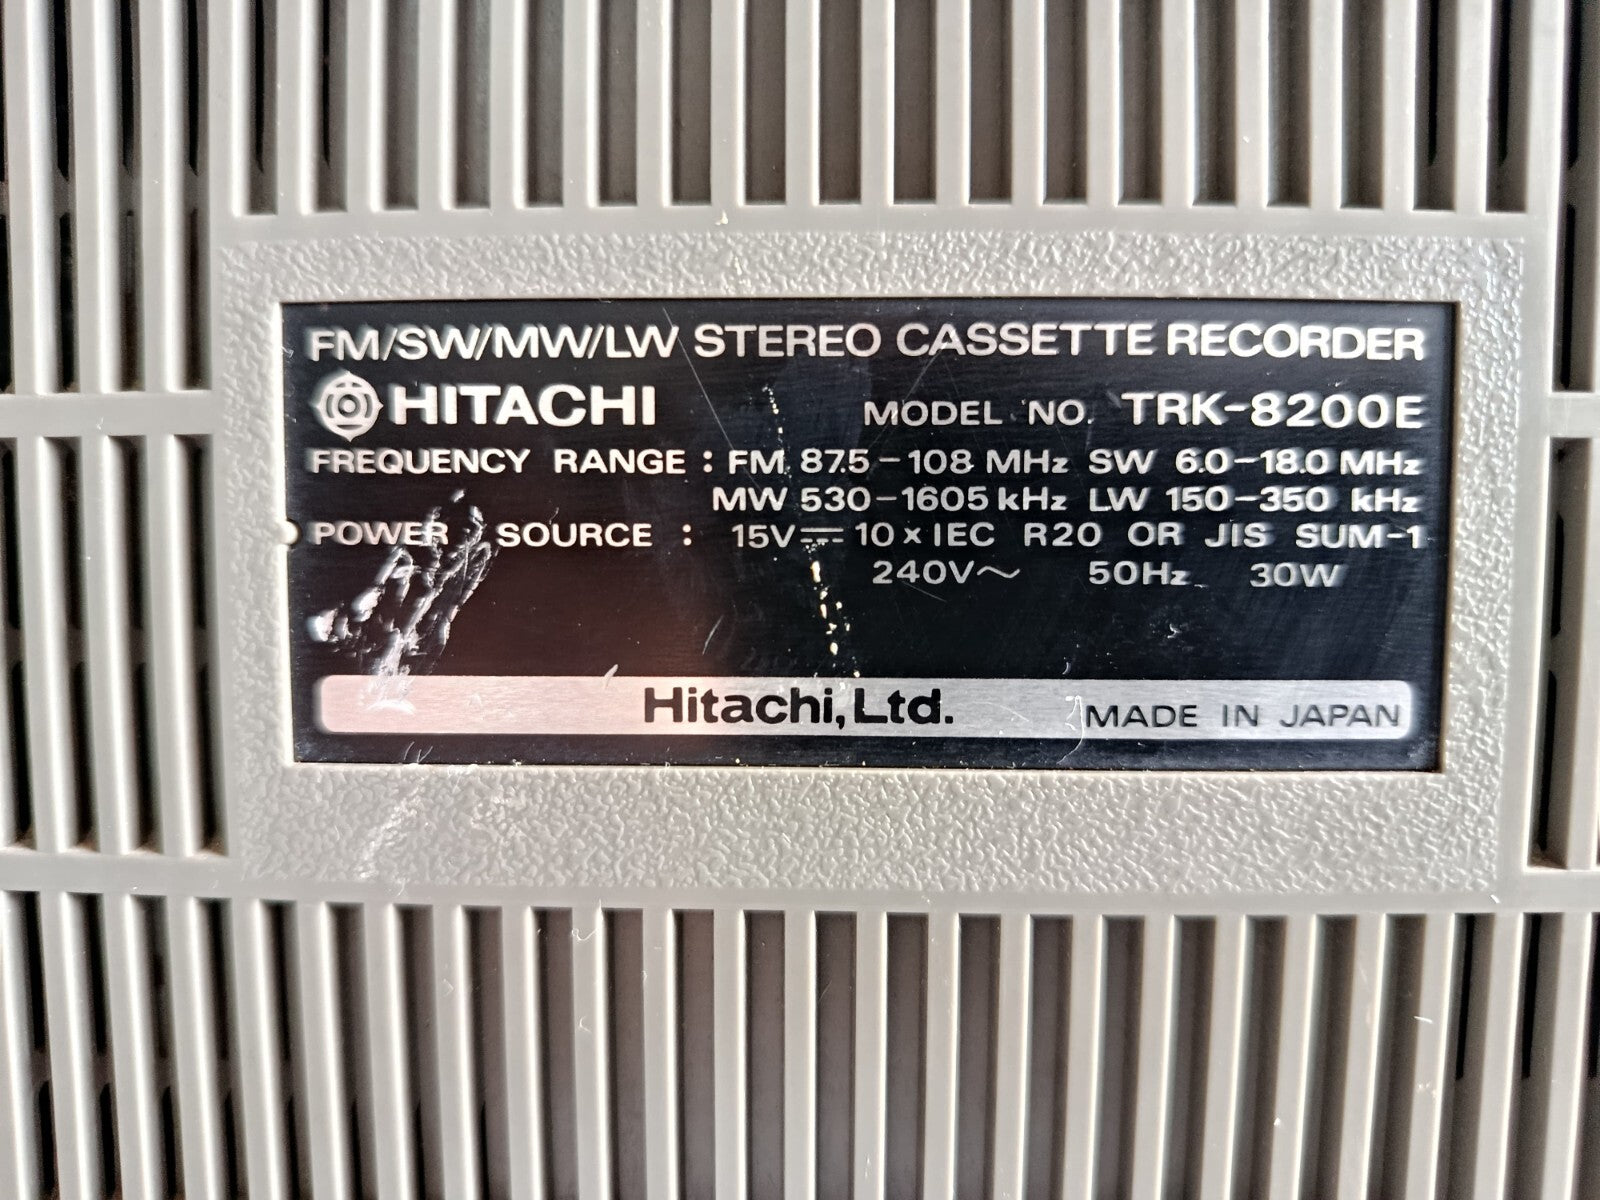 FM/SW/MW/LW STEREO CASSETTE RECORDER
HITACHI MODEL NO. TRK-8200E
FREQUENCY RANGE : FM 87.5-108 MHz SW 6.0-18.0 MHz
MW 530-1605 kHz LW 150-350 kHz
POWER SOURCE : 15V⎓ 10 x IEC R20 OR JIS SUM-1
240V~ 50Hz 30W
Hitachi, Ltd. MADE IN JAPAN